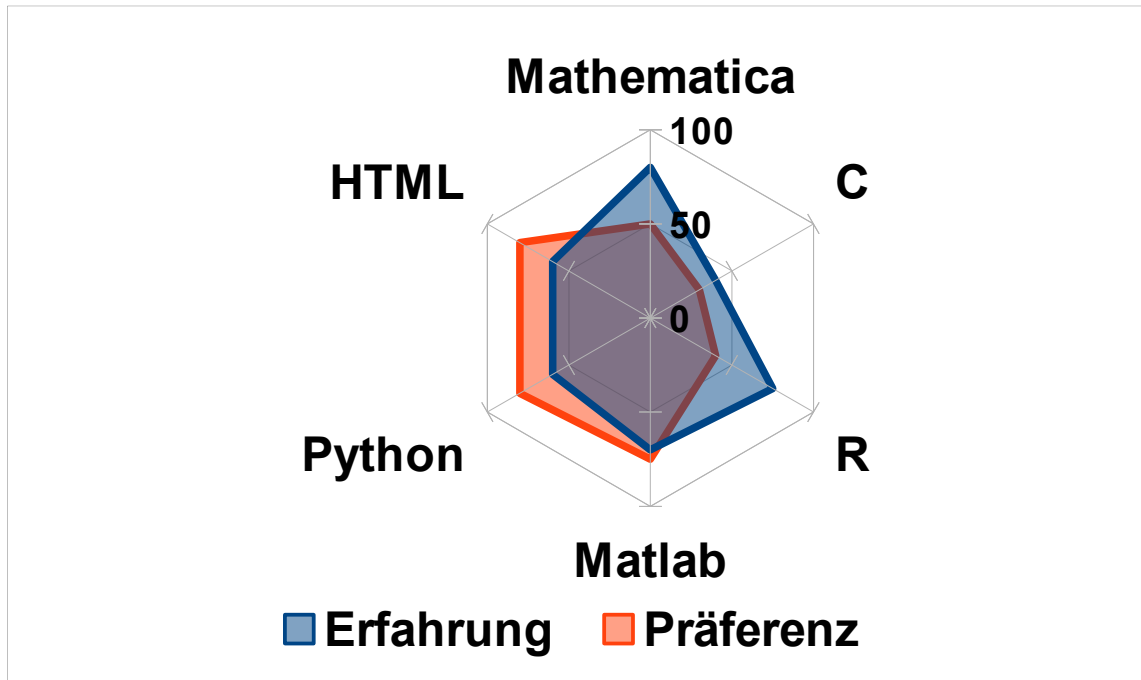 Mathematica
100
HTML
C
50
0
Python
R
Matlab
Erfahrung Präferenz